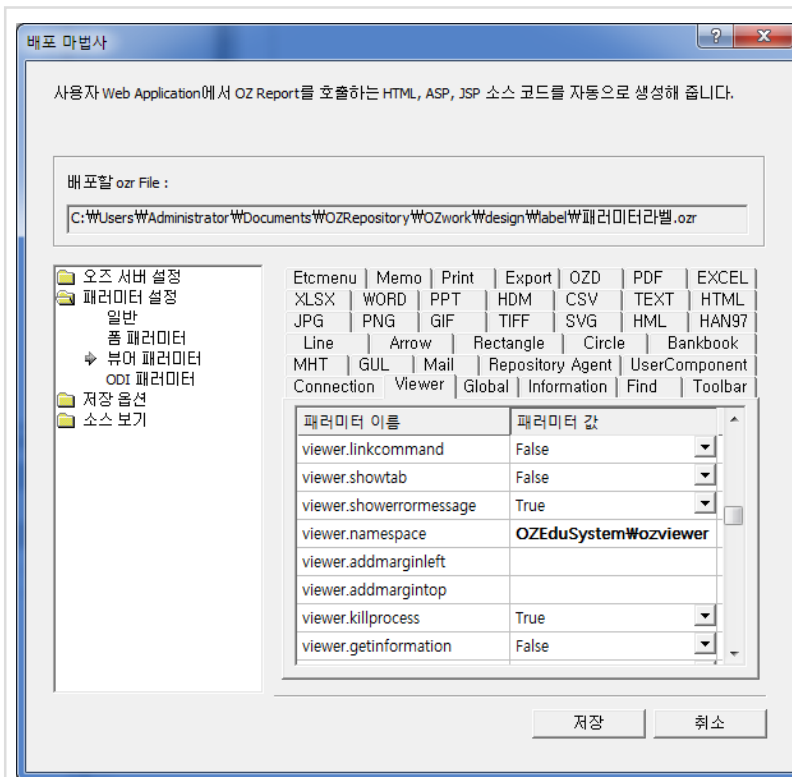 배포 마법사
사용자 Web Application에서 OZ Report를 호출하는 HTML, ASP, JSP 소스 코드를 자동으로 생성해 줍니다.
배포할 ozr File :
C:₩Users₩Administrator₩Documents₩OZRepository₩OZwork₩design₩label₩패러미터라벨.ozr
오즈 서버 설정
패러미터 설정
일반
폼 패러미터
뷰어 패러미터
ODI 패러미터
저장 옵션
소스 보기
Etcmenu Memo Print Export OZD PDF EXCEL
XLSX WORD PPT HDM CSV TEXT HTML
JPG PNG GIF TIFF SVG HML HAN97
Line Arrow Rectangle Circle Bankbook
MHT GUL Mail Repository Agent UserComponent
Connection Viewer Global Information Find Toolbar
패러미터 이름 패러미터 값
viewer.linkcommand False
viewer.showtab False
viewer.showerrormessage True
viewer.namespace OZEduSystem₩ozviewer
viewer.addmarginleft
viewer.addmargintop
viewer.killprocess True
viewer.getinformation False
저장 취소